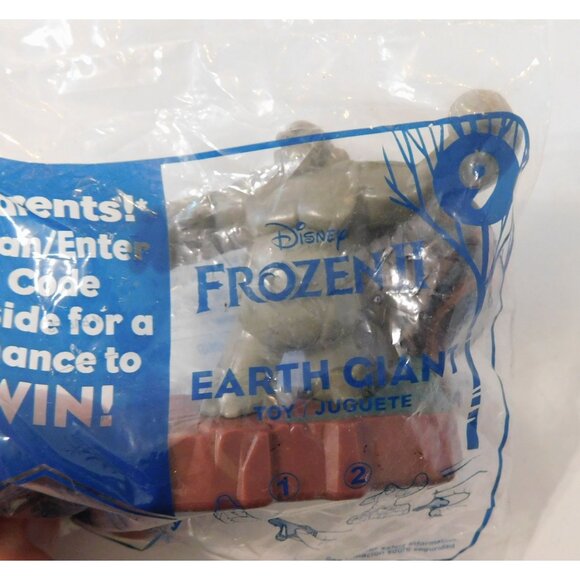 arents!*
an/Enter
Code
side for a
ance to
WIN!
9
Disney
FROZEN II
EARTH GIANT
TOY / JUGUETE
1
2